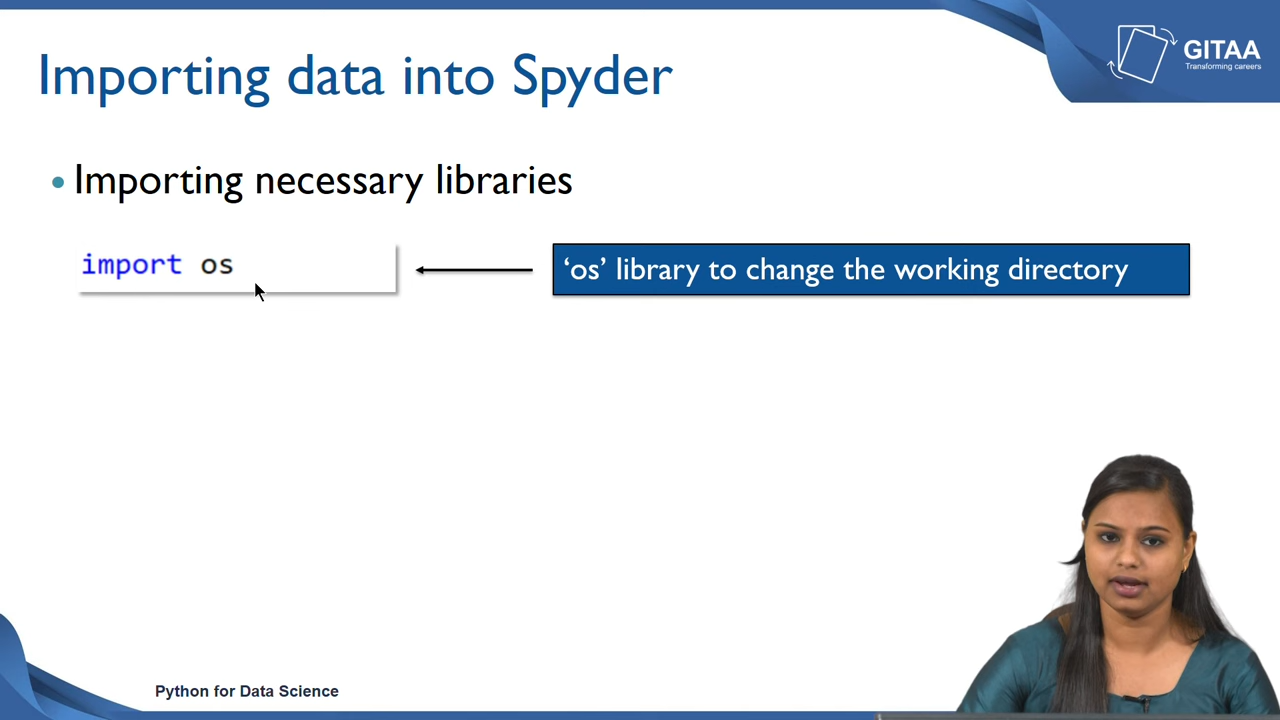 GITAA
Transforming careers
Importing data into Spyder
• Importing necessary libraries
import os
‘os’ library to change the working directory
Python for Data Science